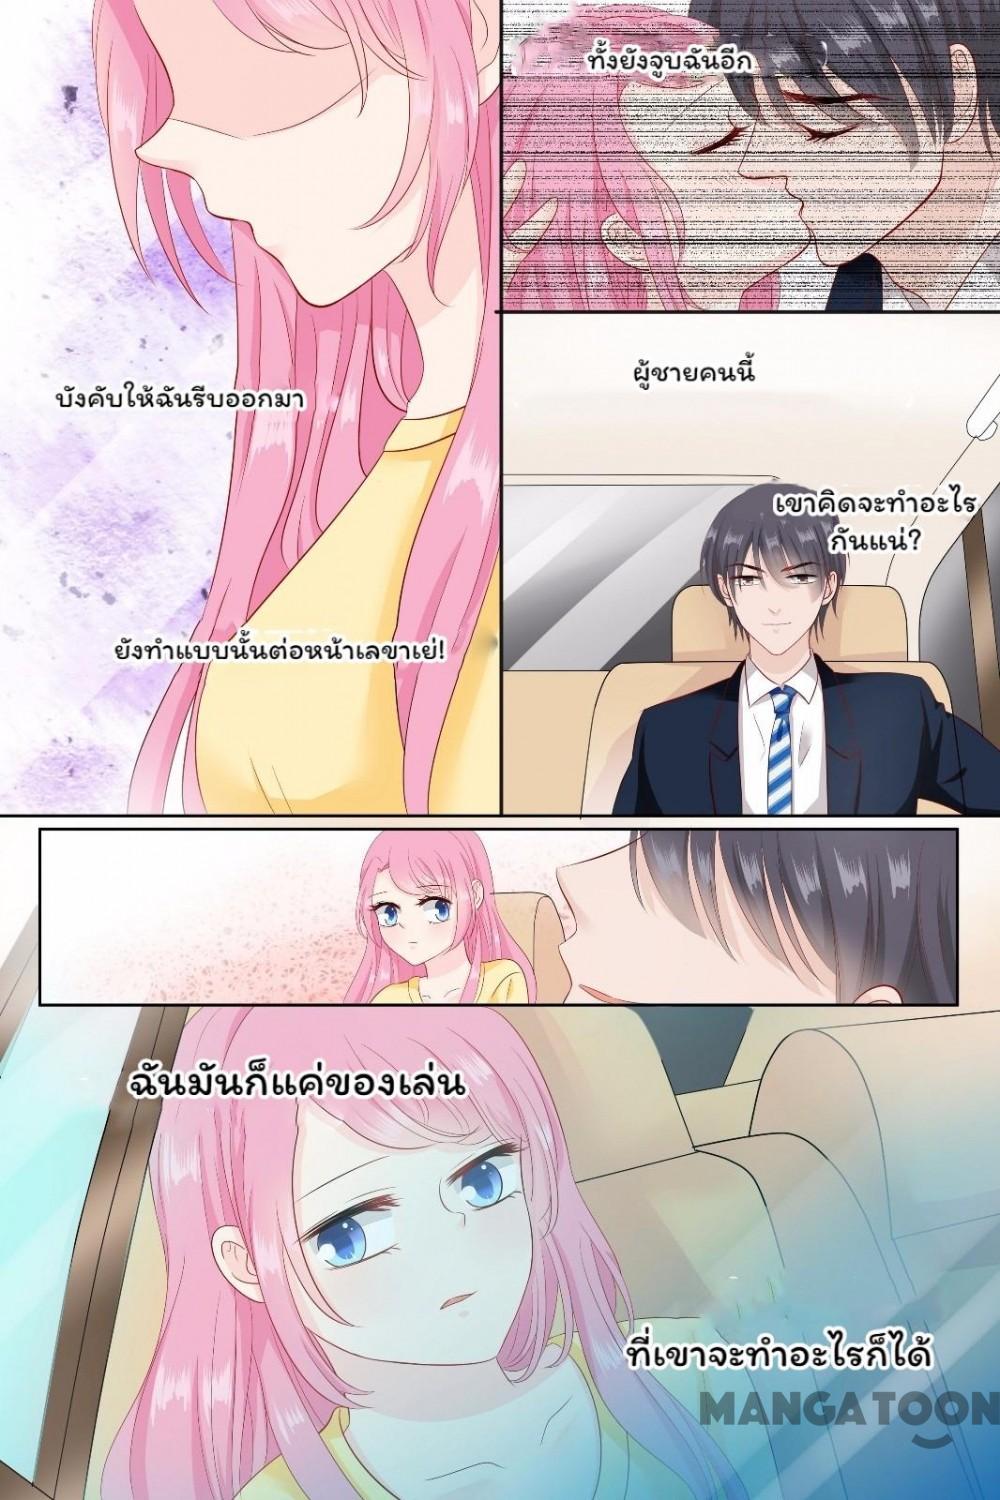 บังคับให้ฉันรีบออกมา
ยังทำแบบนั้นต่อหน้าเลขาเย่!
ทั้งยังจูบฉันอีก
ผู้ชายคนนี้
เขาคิดจะทำอะไร
กันแน่?
ฉันมันก็แค่ของเล่น
ที่เขาจะทำอะไรก็ได้
MANGATOON